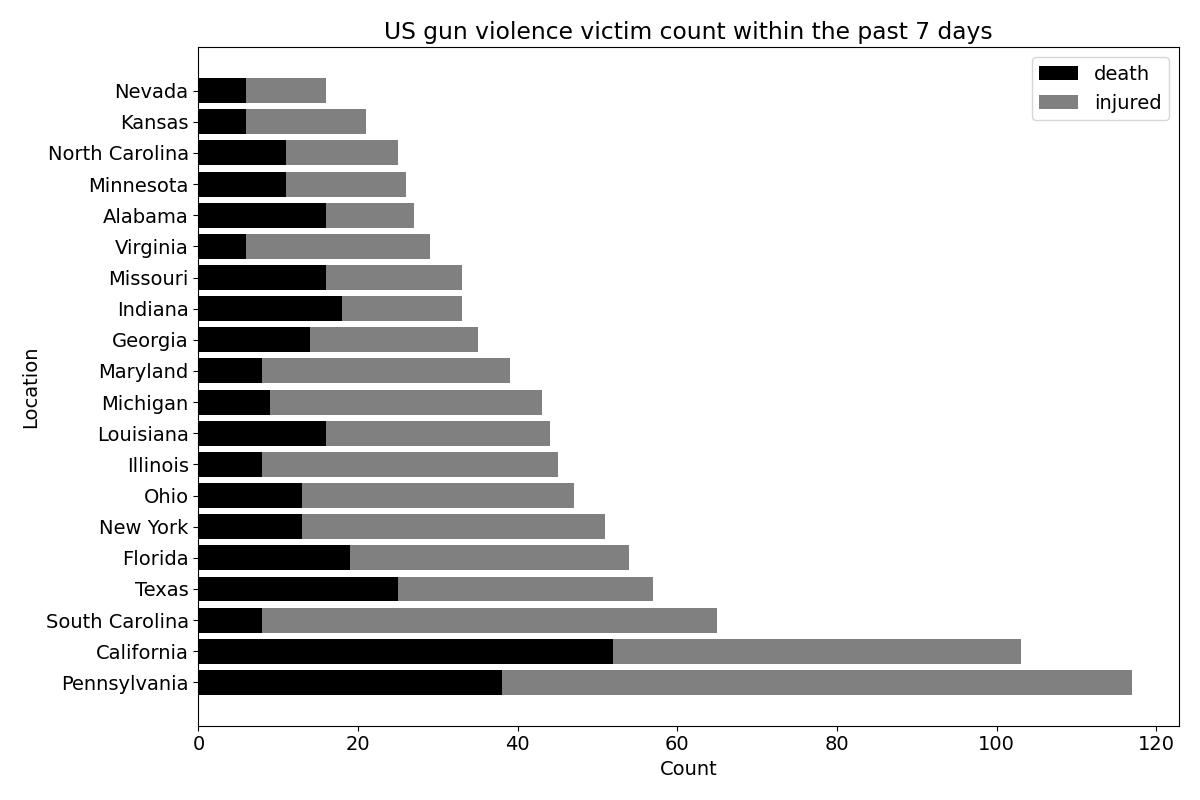 US gun violence victim count within the past 7 days
death
injured
Nevada
Kansas
North Carolina
Minnesota
Alabama
Virginia
Missouri
Indiana
Georgia
Maryland
Michigan
Louisiana
Illinois
Ohio
New York
Florida
Texas
South Carolina
California
Pennsylvania
Location
0 20 40 60 80 100 120
Count